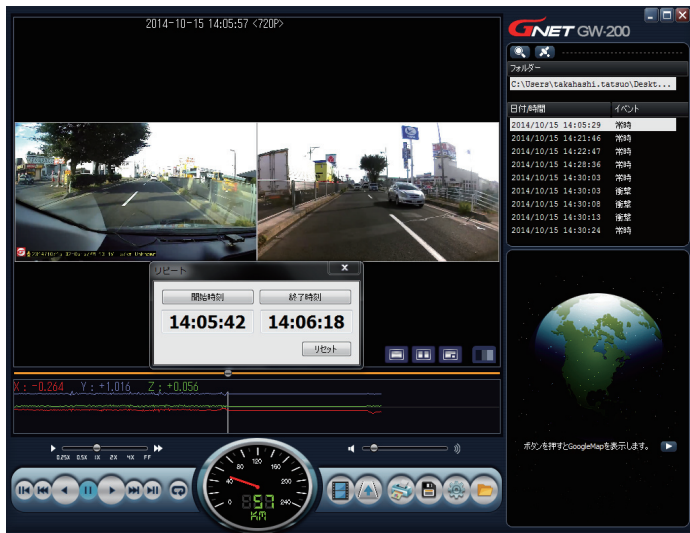 2014-10-15 14:05:57 <720P>
GNET GW-200
フォルダー
C:\Users\takahashi.tatsuo\Deskt...
日付/時間 イベント
2014/10/15 14:05:29 常時
2014/10/15 14:21:46 常時
2014/10/15 14:22:47 常時
2014/10/15 14:28:36 常時
2014/10/15 14:30:03 常時
2014/10/15 14:30:03 衝撃
2014/10/15 14:30:08 衝撃
2014/10/15 14:30:13 衝撃
2014/10/15 14:30:24 常時
リピート
開始時刻 終了時刻
14:05:42 14:06:18
リセット
X : -0.264 Y : +1.016 Z : +0.056
0.25X 0.5X 1X 2X 4X FF
0 40 80 120 160 200 240
57
KM
ボタンを押すとGoogleMapを表示します。